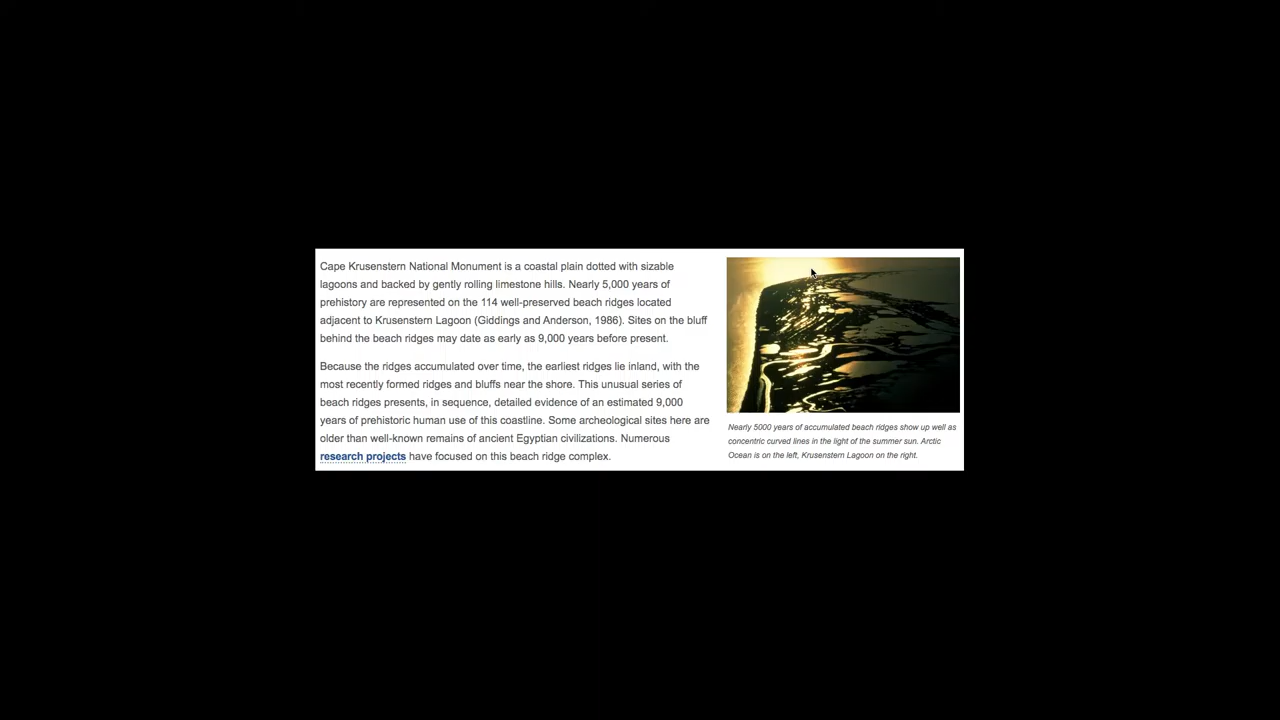 Cape Krusenstern National Monument is a coastal plain dotted with sizable
lagoons and backed by gently rolling limestone hills. Nearly 5,000 years of
prehistory are represented on the 114 well-preserved beach ridges located
adjacent to Krusenstern Lagoon (Giddings and Anderson, 1986). Sites on the bluff
behind the beach ridges may date as early as 9,000 years before present.
Because the ridges accumulated over time, the earliest ridges lie inland, with the
most recently formed ridges and bluffs near the shore. This unusual series of
beach ridges presents, in sequence, detailed evidence of an estimated 9,000
years of prehistoric human use of this coastline. Some archeological sites here are
older than well-known remains of ancient Egyptian civilizations. Numerous
research projects have focused on this beach ridge complex.
Nearly 5000 years of accumulated beach ridges show up well as
concentric curved lines in the light of the summer sun. Arctic
Ocean is on the left, Krusenstern Lagoon on the right.